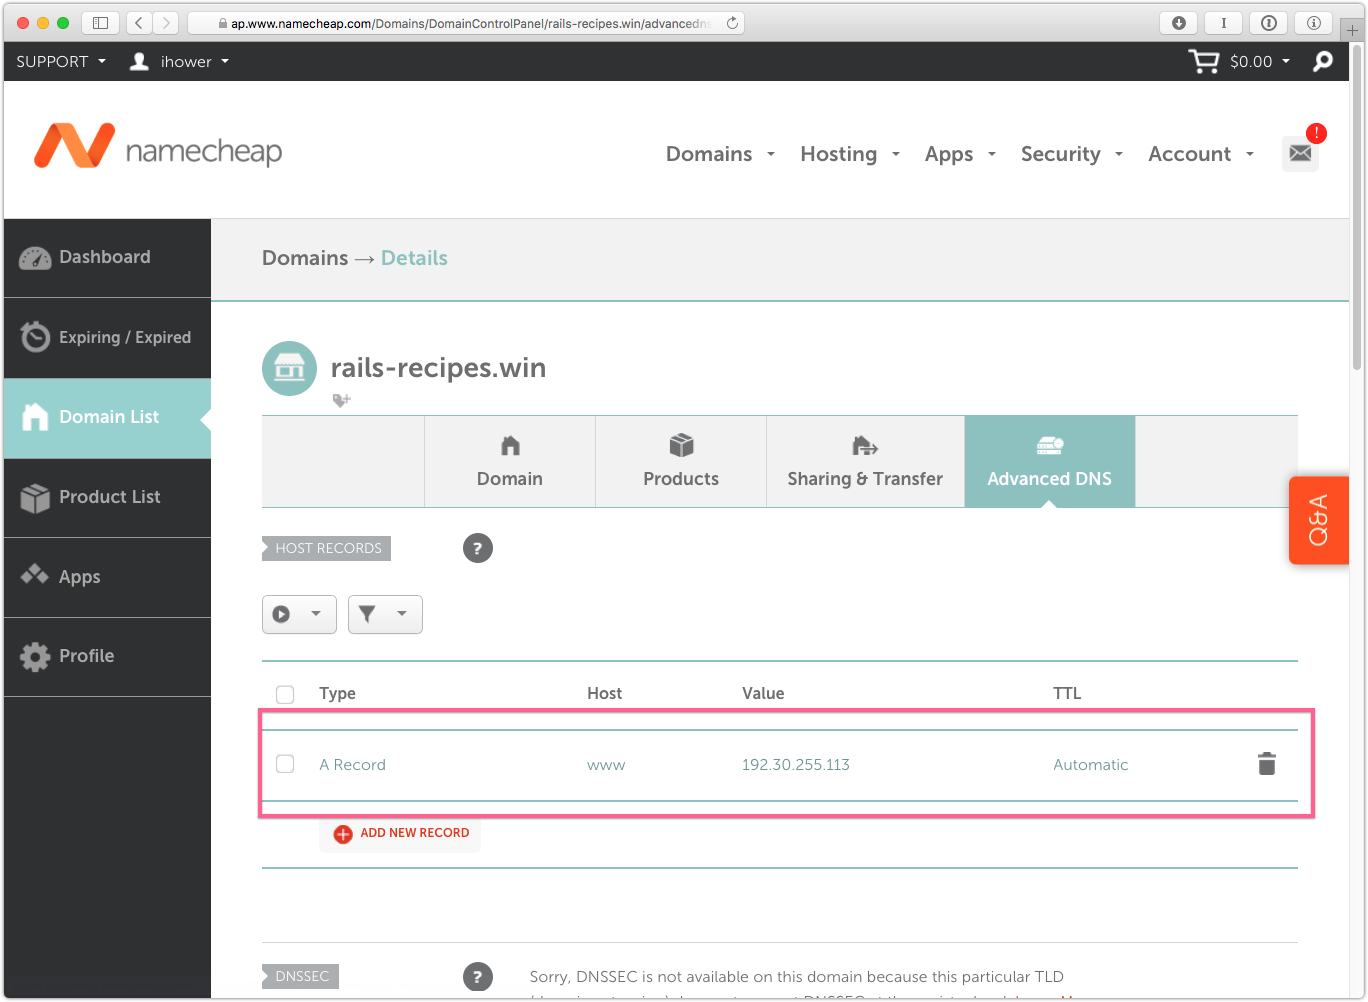 ap.www.namecheap.com/Domains/DomainControlPanel/rails-recipes.win/advancedns
SUPPORT
ihower
$0.00
namecheap
Domains
Hosting
Apps
Security
Account
!
Dashboard
Expiring / Expired
Domain List
Product List
Apps
Profile
Domains → Details
rails-recipes.win
Domain
Products
Sharing & Transfer
Advanced DNS
Q&A
HOST RECORDS
?
Type Host Value TTL
A Record www 192.30.255.113 Automatic
ADD NEW RECORD
DNSSEC
?
Sorry, DNSSEC is not available on this domain because this particular TLD